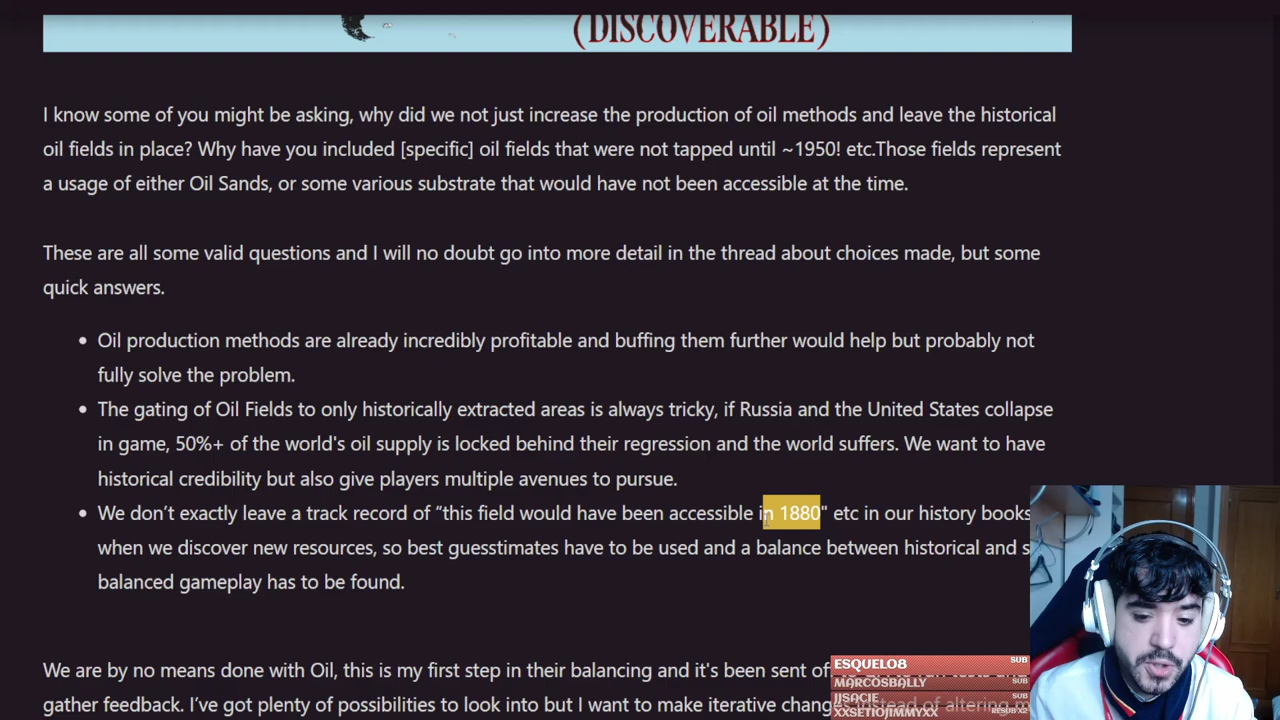 (DISCOVERABLE)
I know some of you might be asking, why did we not just increase the production of oil methods and leave the historical
oil fields in place? Why have you included [specific] oil fields that were not tapped until ~1950! etc.Those fields represent
a usage of either Oil Sands, or some various substrate that would have not been accessible at the time.
These are all some valid questions and I will no doubt go into more detail in the thread about choices made, but some
quick answers.
• Oil production methods are already incredibly profitable and buffing them further would help but probably not
fully solve the problem.
• The gating of Oil Fields to only historically extracted areas is always tricky, if Russia and the United States collapse
in game, 50%+ of the world's oil supply is locked behind their regression and the world suffers. We want to have
historical credibility but also give players multiple avenues to pursue.
• We don’t exactly leave a track record of “this field would have been accessible in 1880" etc in our history books
when we discover new resources, so best guesstimates have to be used and a balance between historical and
balanced gameplay has to be found.
We are by no means done with Oil, this is my first step in their balancing and it's been sent
gather feedback. I’ve got plenty of possibilities to look into but I want to make iterative changes instead of altering
ESQUELO8 SUB
MARCOSBALLY
JJSACIE SUB
XXSETIOJIMMYXX RESUB X2